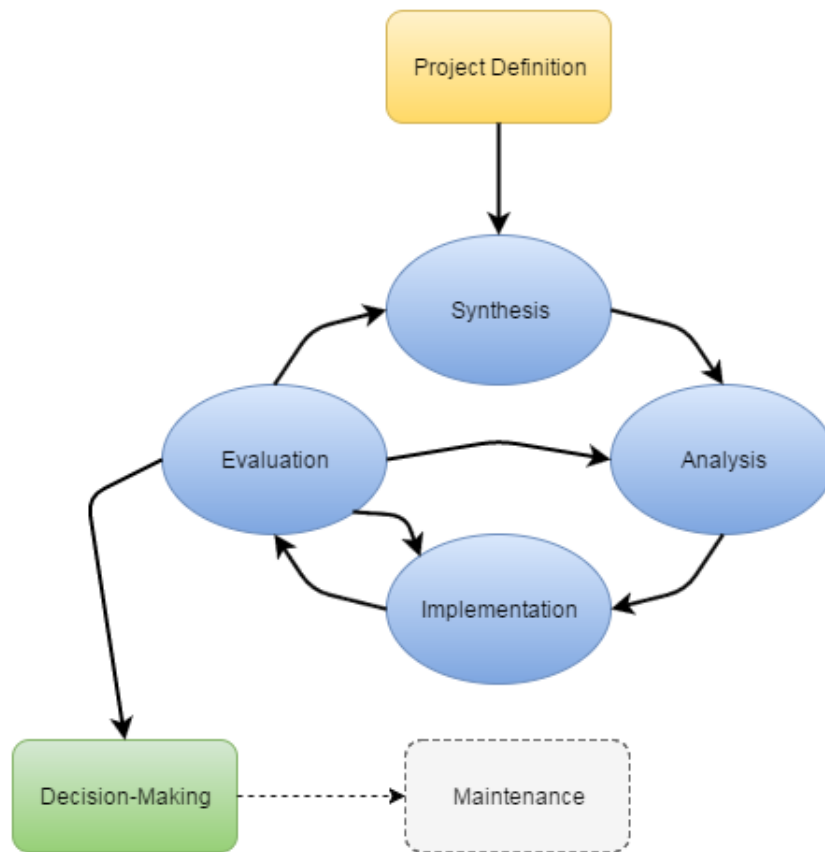 Project Definition
Synthesis
Evaluation
Analysis
Implementation
Decision-Making
Maintenance